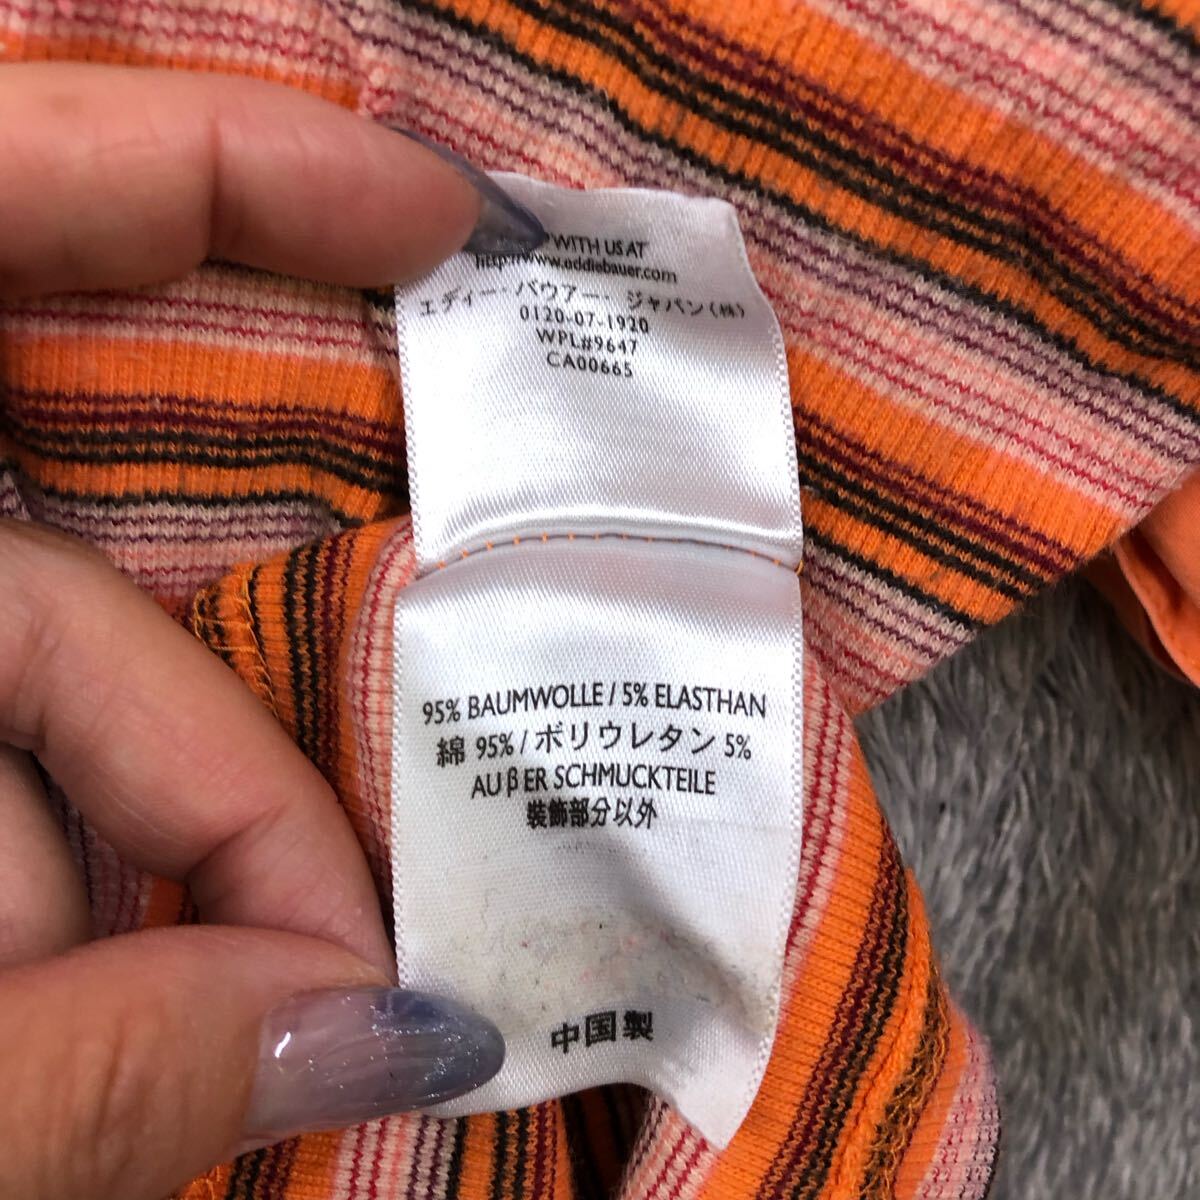 WITH US AT
http://www.eddiebauer.com
エディー・バウアー・ジャパン(株)
0120-07-1920
WPL#9647
CA00665
95% BAUMWOLLE / 5% ELASTHAN
綿 95% / ポリウレタン 5%
AUβER SCHMUCKTEILE
装飾部分以外
中国製